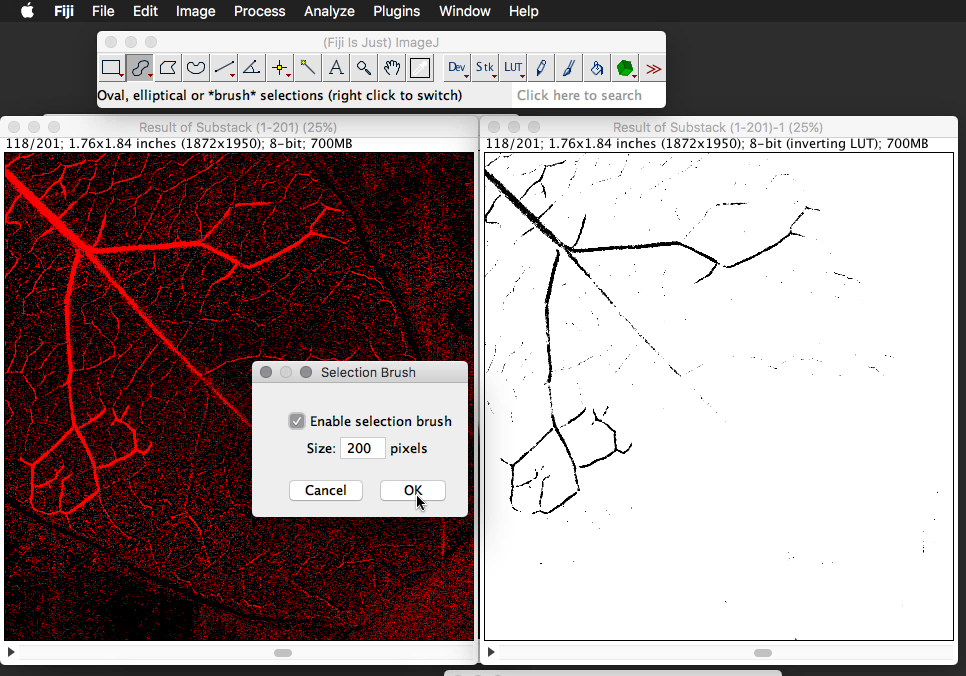 Fiji File Edit Image Process Analyze Plugins Window Help
(Fiji Is Just) ImageJ
Dev Stk LUT
Oval, elliptical or *brush* selections (right click to switch) Click here to search
Result of Substack (1-201) (25%)
118/201; 1.76x1.84 inches (1872x1950); 8-bit; 700MB
Result of Substack (1-201)-1 (25%)
118/201; 1.76x1.84 inches (1872x1950); 8-bit (inverting LUT); 700MB
Selection Brush
Enable selection brush
Size: 200 pixels
Cancel OK